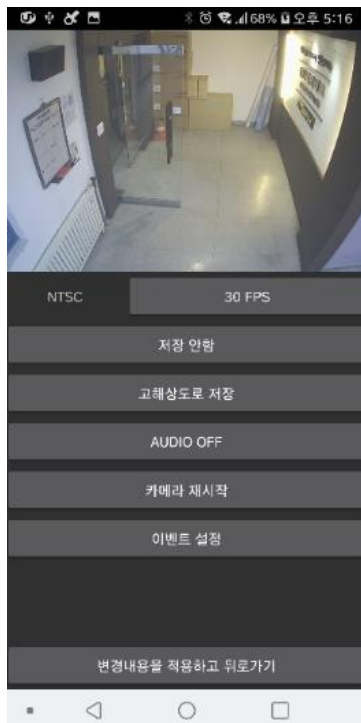 68% 오후 5:16
NTSC
30 FPS
저장 안함
고해상도로 저장
AUDIO OFF
카메라 재시작
이벤트 설정
변경내용을 적용하고 뒤로가기